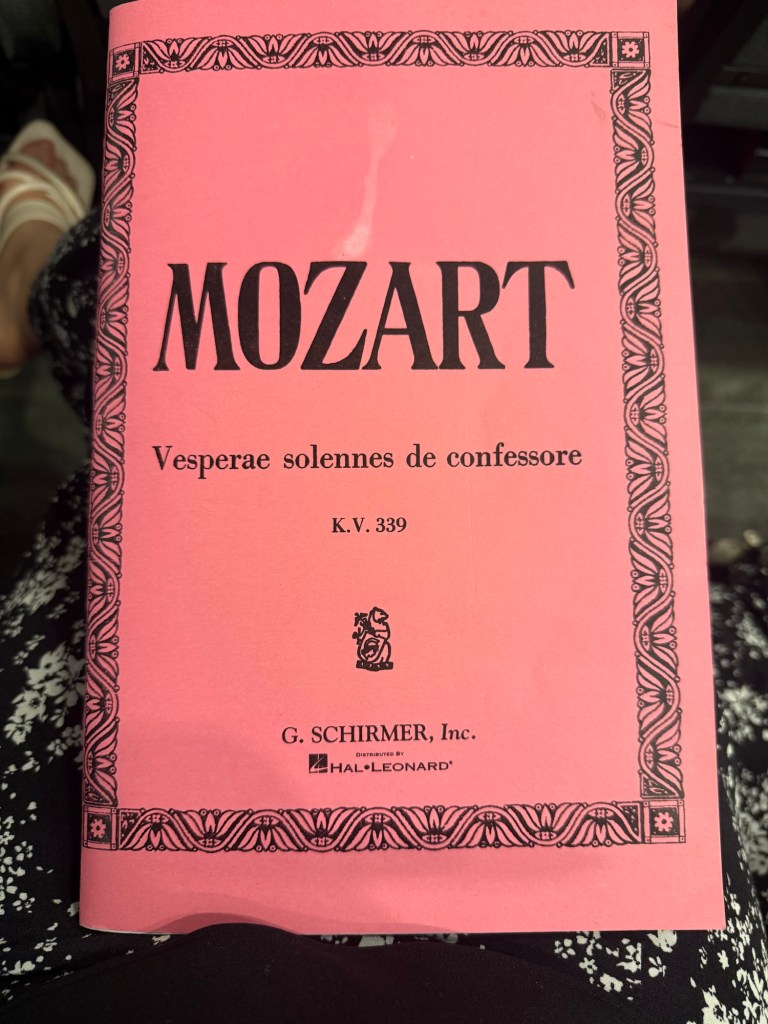 MOZART
Vesperae solennes de confessore
K.V. 339
G. SCHIRMER, Inc.
DISTRIBUTED BY
HAL•LEONARD®